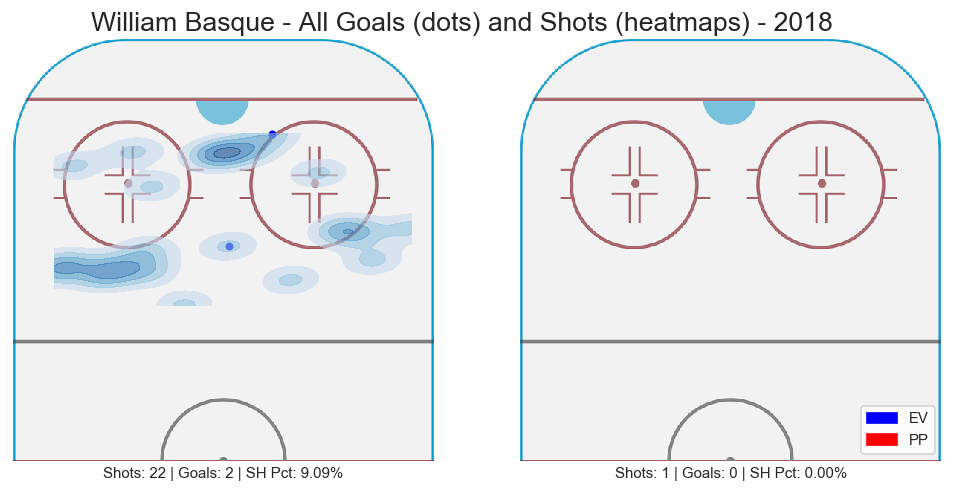 William Basque - All Goals (dots) and Shots (heatmaps) - 2018
EV
PP
Shots: 22 | Goals: 2 | SH Pct: 9.09%
Shots: 1 | Goals: 0 | SH Pct: 0.00%